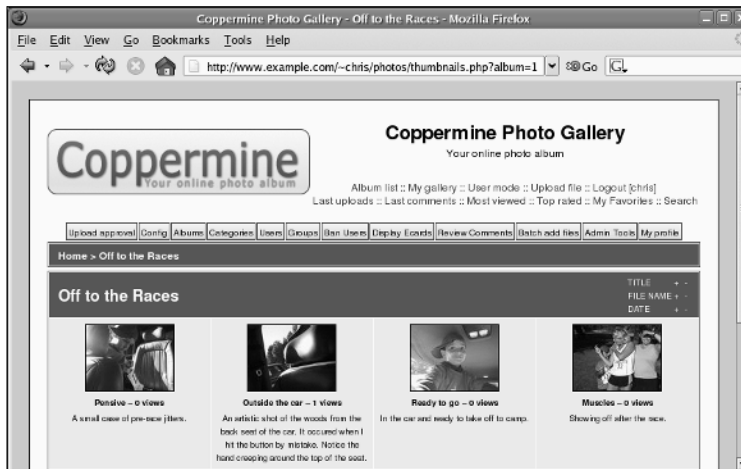 Coppermine Photo Gallery - Off to the Races - Mozilla Firefox
File Edit View Go Bookmarks Tools Help
http://www.example.com/~chris/photos/thumbnails.php?album=1 Go G
Coppermine
Your online photo album
Coppermine Photo Gallery
Your online photo album
Album list :: My gallery :: User mode :: Upload file :: Logout [chris]
Last uploads :: Last comments :: Most viewed :: Top rated :: My Favorites :: Search
Upload approval Config Albums Categories Users Groups Ban Users Display Ecards Review Comments Batch add files Admin Tools My profile
Home > Off to the Races
Off to the Races
TITLE + -
FILE NAME + -
DATE + -
Pensive – 0 views
A small case of pre-race jitters.
Outside the car – 1 views
An artistic shot of the woods from the
back seat of the car. It occured when I
hit the button by mistake. Notice the
hand creeping around the top of the seat.
Ready to go – 0 views
In the car and ready to take off to camp.
Muscles – 0 views
Showing off after the race.